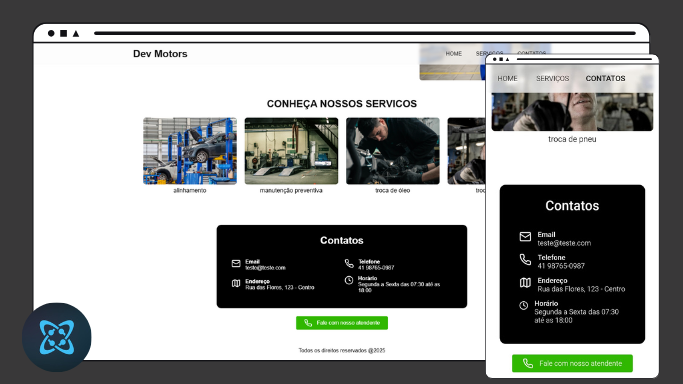 Dev Motors
HOME SERVIÇOS CONTATOS
CONHEÇA NOSSOS SERVICOS
alinhamento
manutenção preventiva
troca de óleo
Contatos
Email
teste@teste.com
Telefone
41 98765-0987
Endereço
Rua das Flores, 123 - Centro
Horário
Segunda a Sexta das 07:30 até as
18:00
Fale com nosso atendente
Todos os direitos reservados @2025
HOME SERVIÇOS CONTATOS
troca de pneu
Contatos
Email
teste@teste.com
Telefone
41 98765-0987
Endereço
Rua das Flores, 123 - Centro
Horário
Segunda a Sexta das 07:30
até as 18:00
Fale com nosso atendente